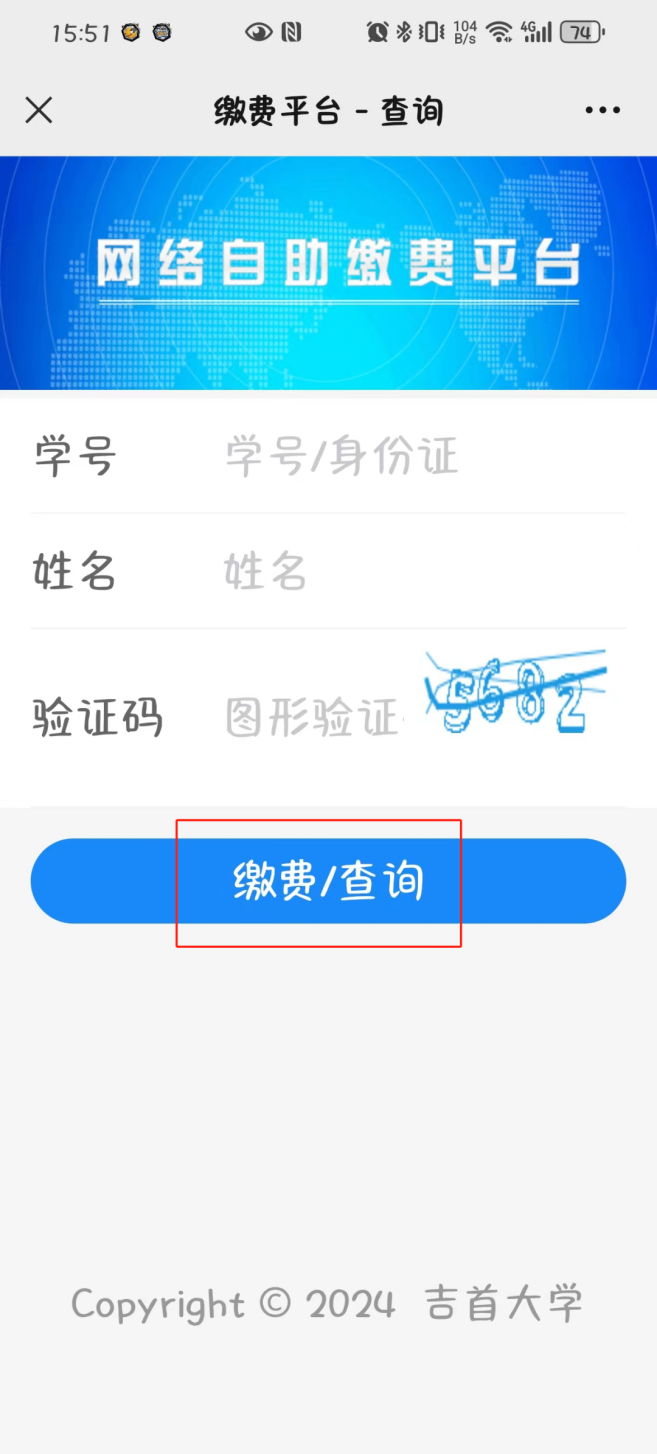 15:51 104 B/s 4G 74
缴费平台 - 查询
网络自助缴费平台
学号 学号/身份证
姓名 姓名
验证码 图形验证 5682
缴费/查询
Copyright © 2024 吉首大学